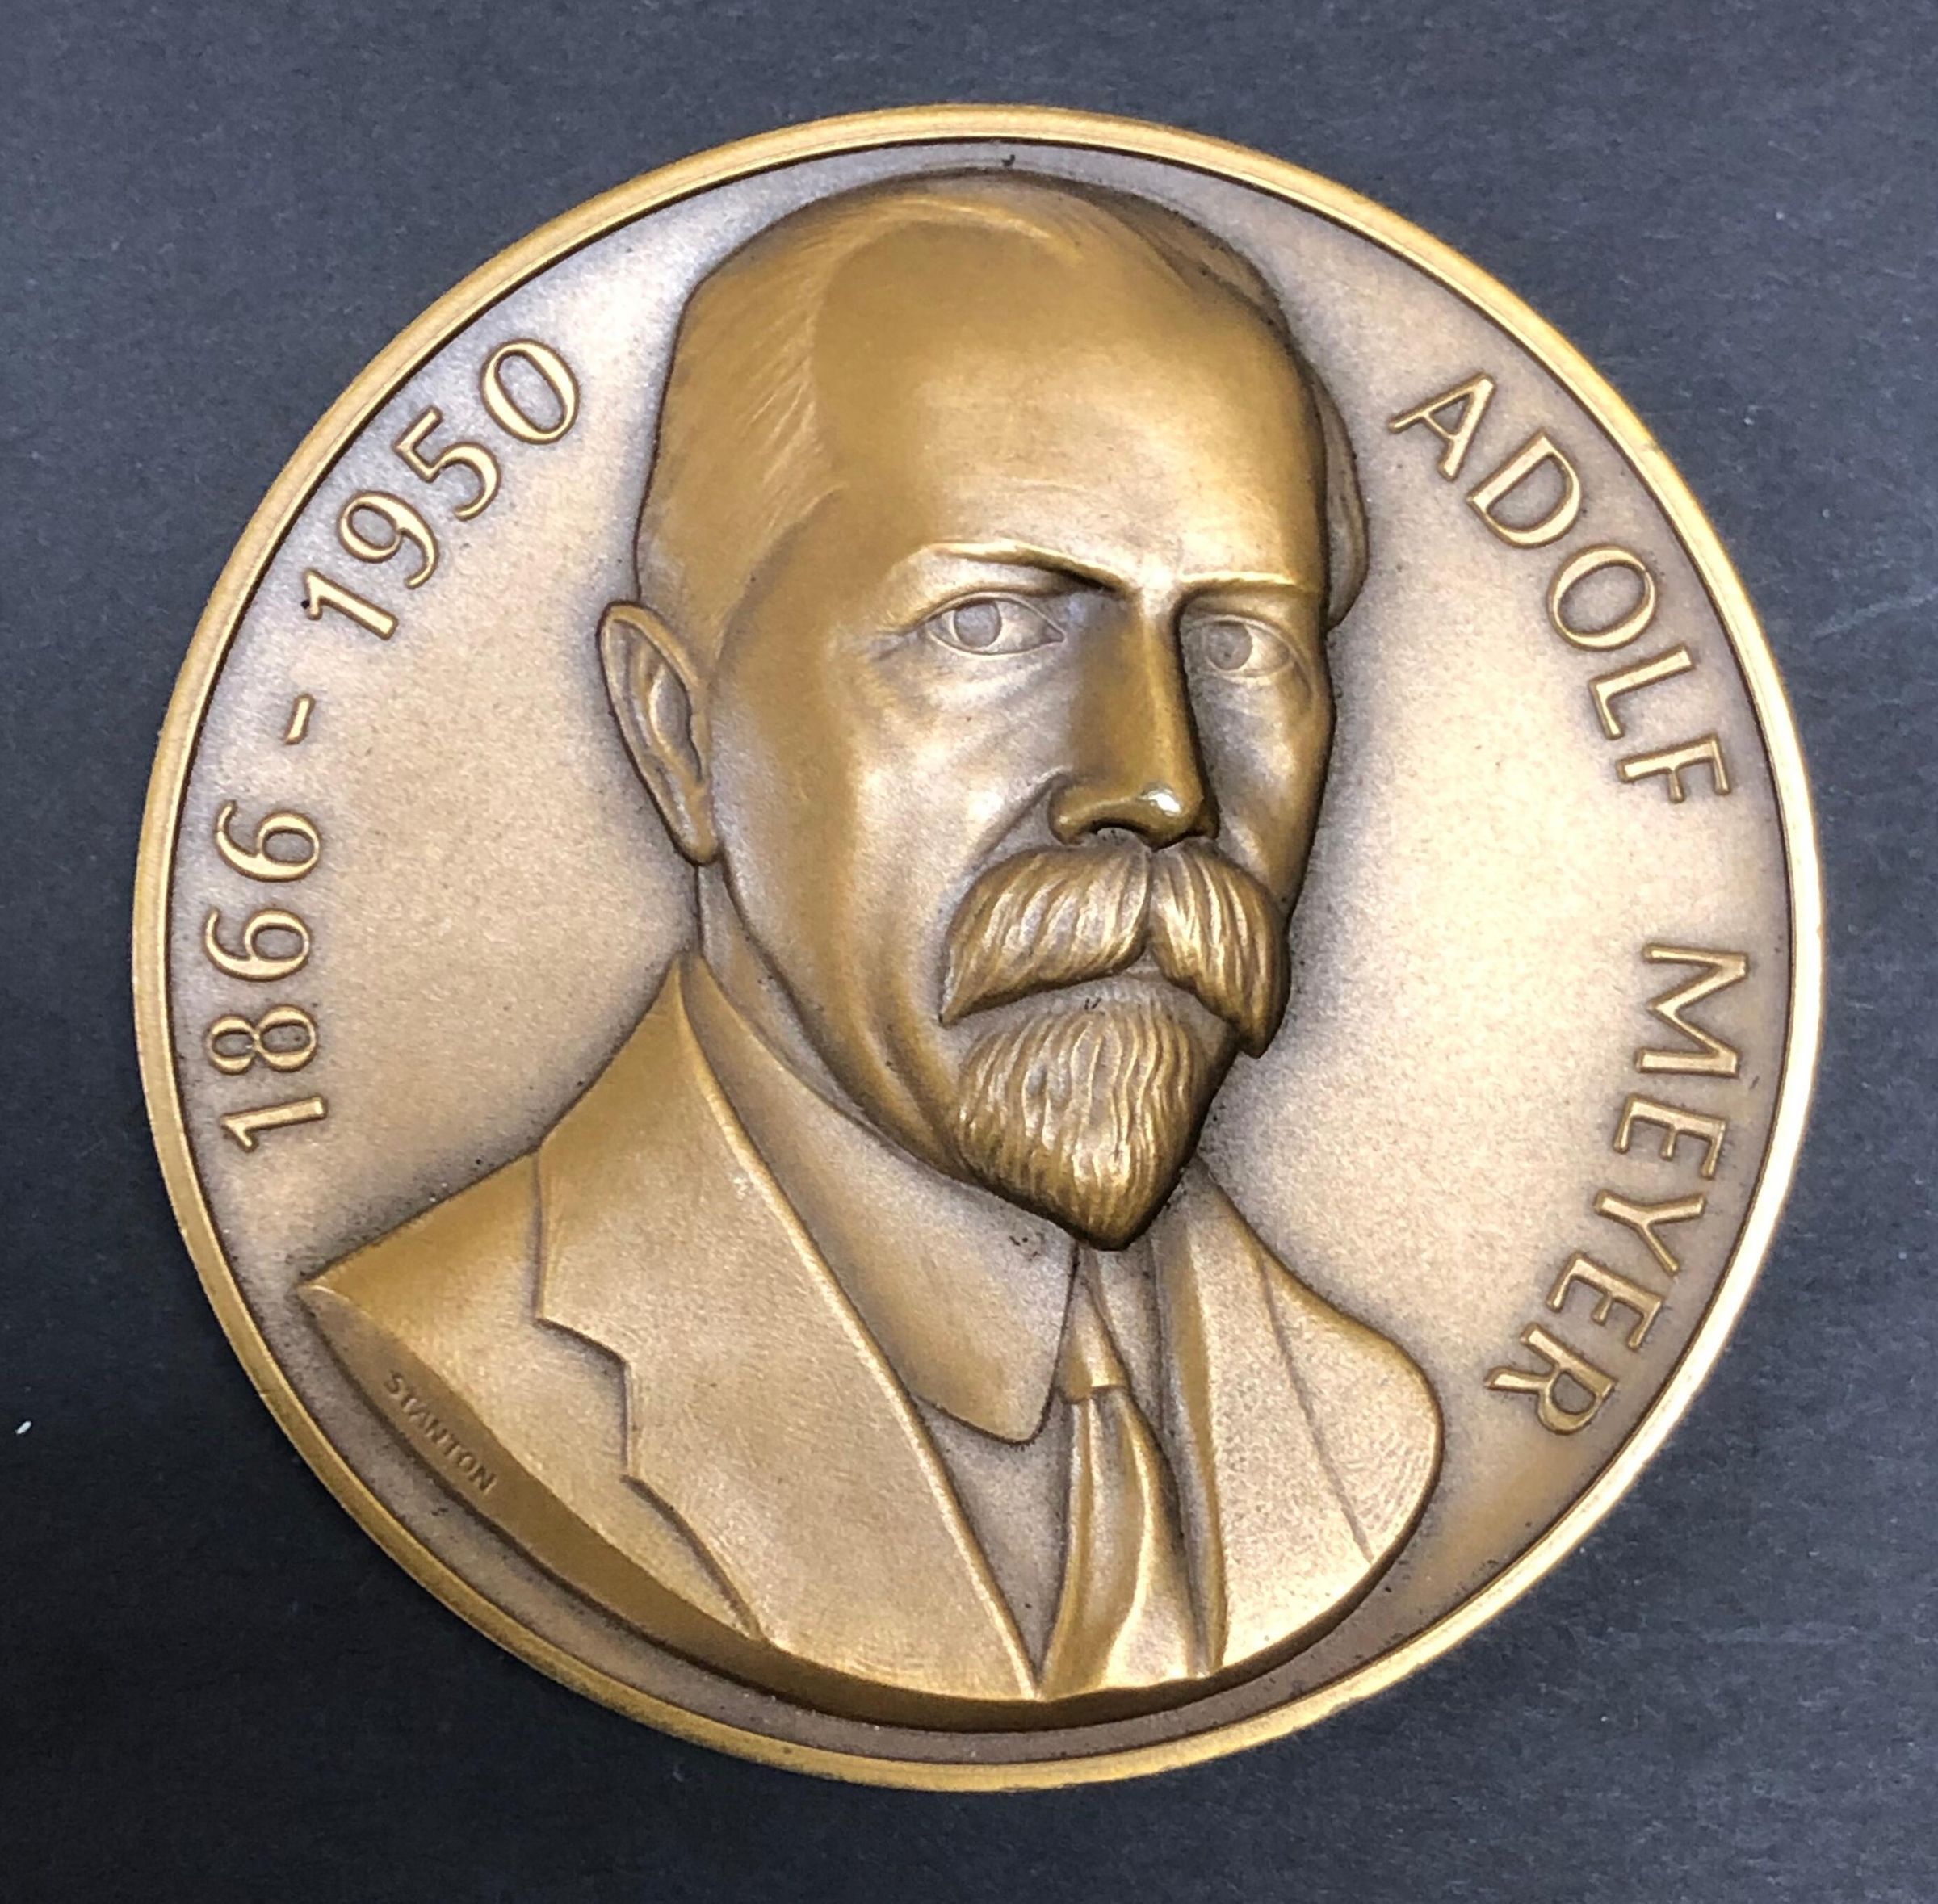 1866 - 1950
ADOLF MEYER
STANTON